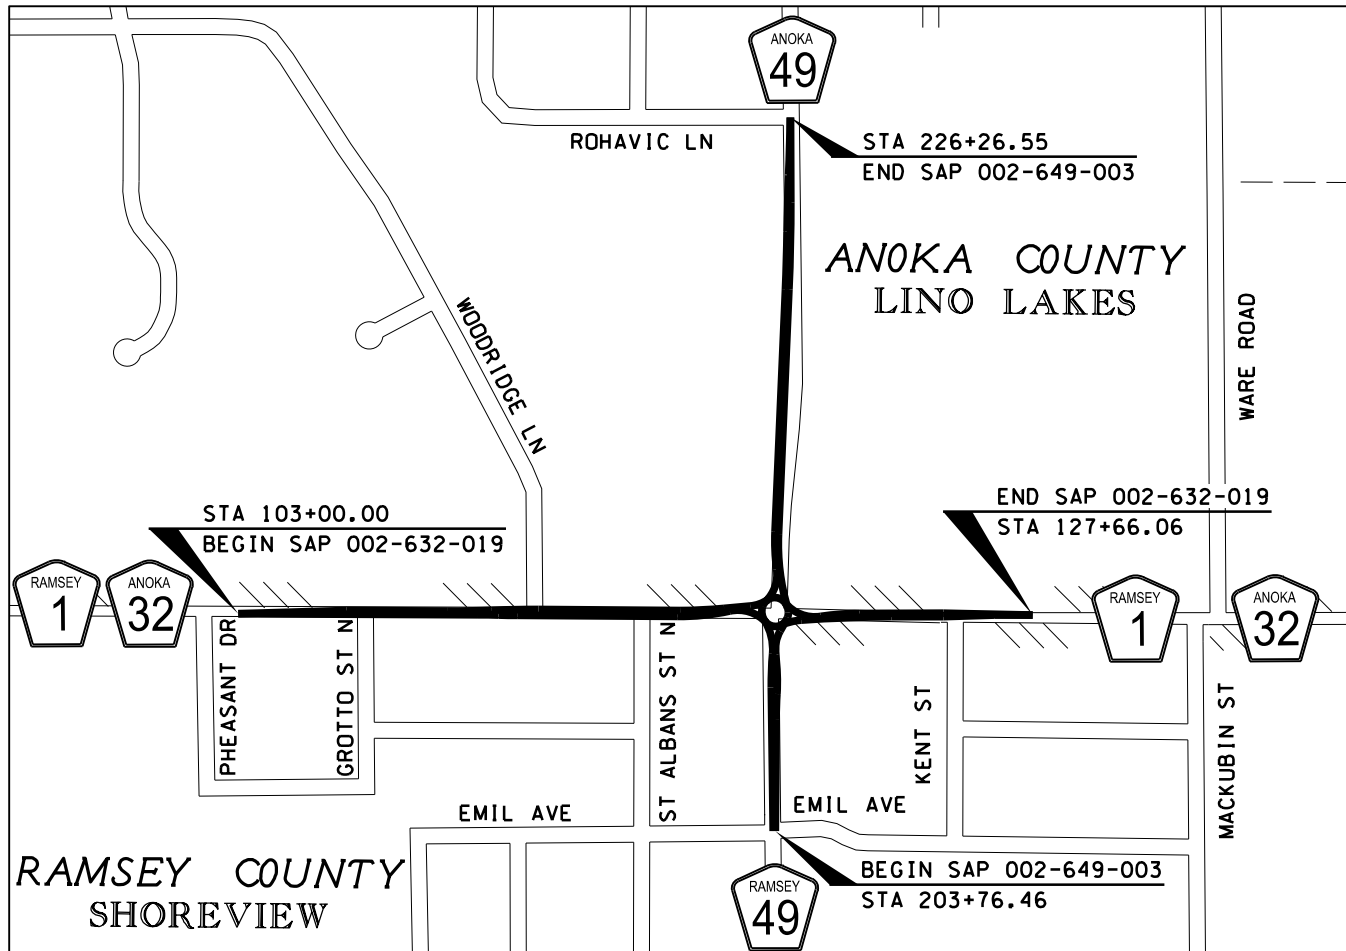 ANOKA
49
ROHAVIC LN
STA 226+26.55
END SAP 002-649-003
ANOKA COUNTY
LINO LAKES
WOODRIDGE LN
WARE ROAD
STA 103+00.00
BEGIN SAP 002-632-019
END SAP 002-632-019
STA 127+66.06
RAMSEY
1
ANOKA
32
RAMSEY
1
ANOKA
32
PHEASANT DR
GROTTO ST N
ST ALBANS ST N
KENT ST
MACKUBIN ST
EMIL AVE
EMIL AVE
RAMSEY COUNTY
SHOREVIEW
BEGIN SAP 002-649-003
STA 203+76.46
RAMSEY
49